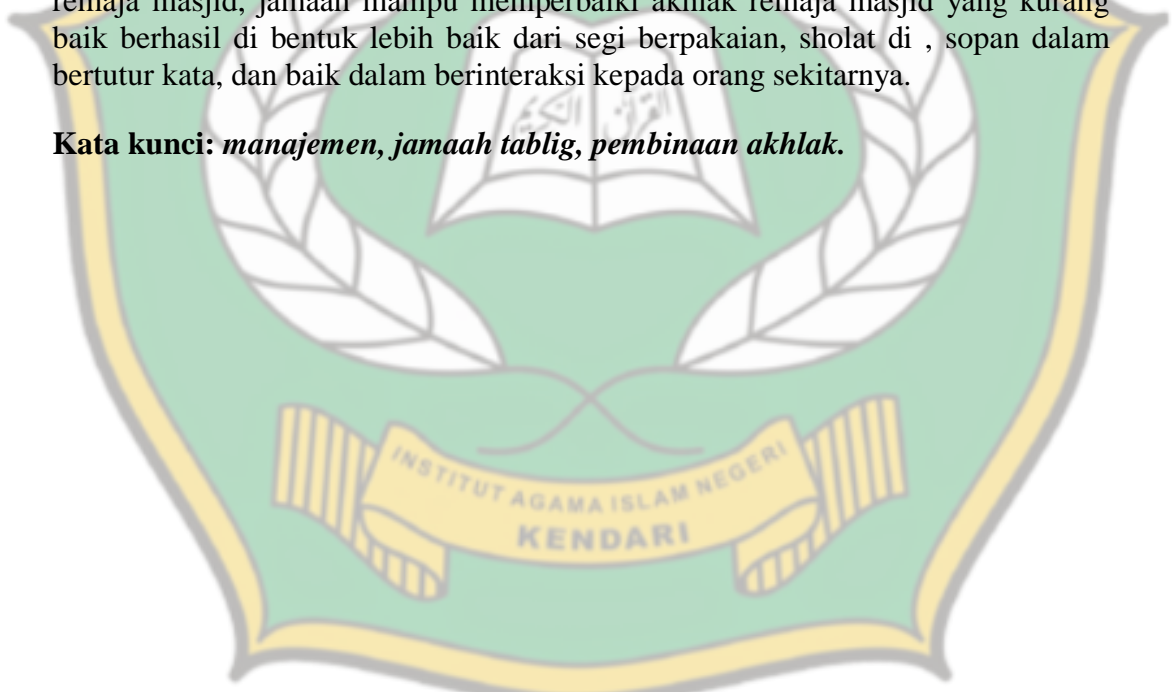 remaja masjid, jamaah mampu memperbaiki akhlak remaja masjid yang kurang
baik berhasil di bentuk lebih baik dari segi berpakaian, sholat di , sopan dalam
bertutur kata, dan baik dalam berinteraksi kepada orang sekitarnya.
القرآن الكريم
Kata kunci: manajemen, jamaah tablig, pembinaan akhlak.
INSTITUT AGAMA ISLAM NEGERI
KENDARI